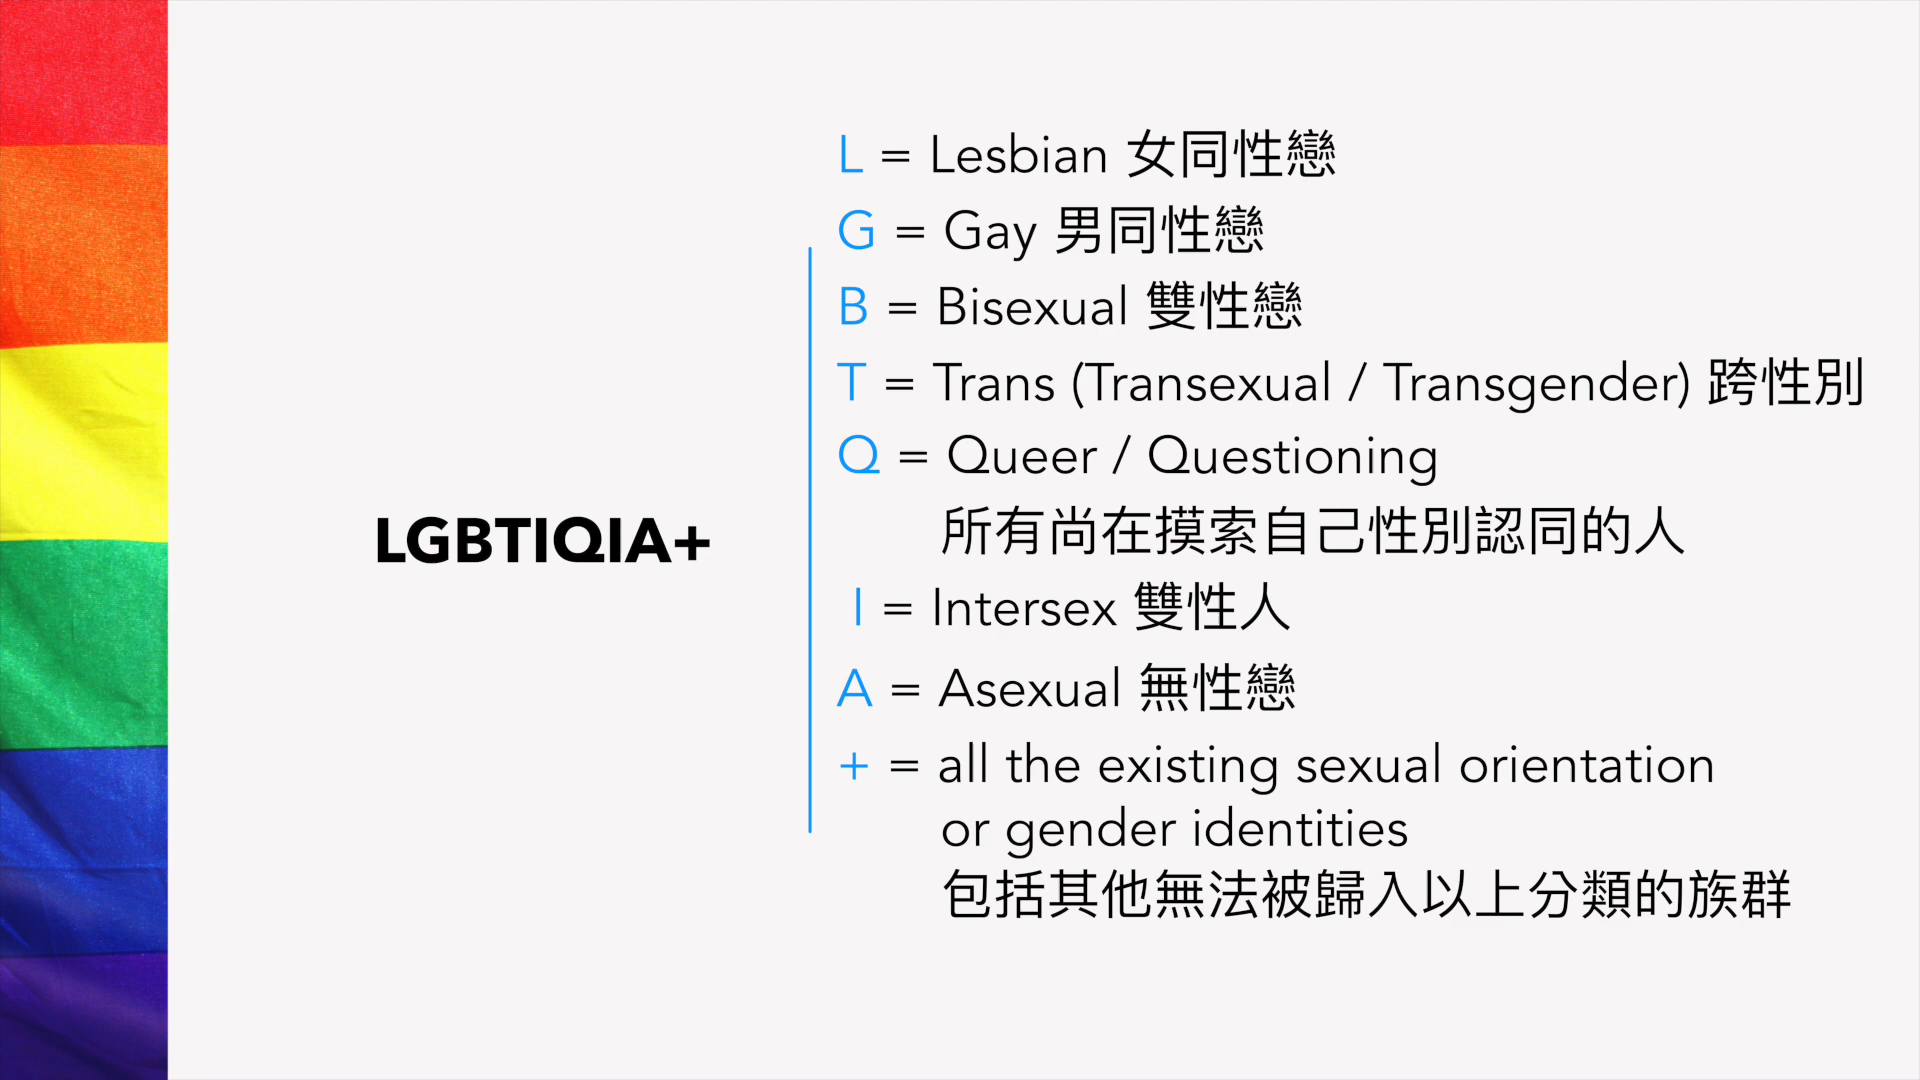 LGBTIQIA+
L = Lesbian 女同性戀
G = Gay 男同性戀
B = Bisexual 雙性戀
T = Trans (Transexual / Transgender) 跨性別
Q = Queer / Questioning
所有尚在摸索自己性別認同的人
I = Intersex 雙性人
A = Asexual 無性戀
+ = all the existing sexual orientation
or gender identities
包括其他無法被歸入以上分類的族群